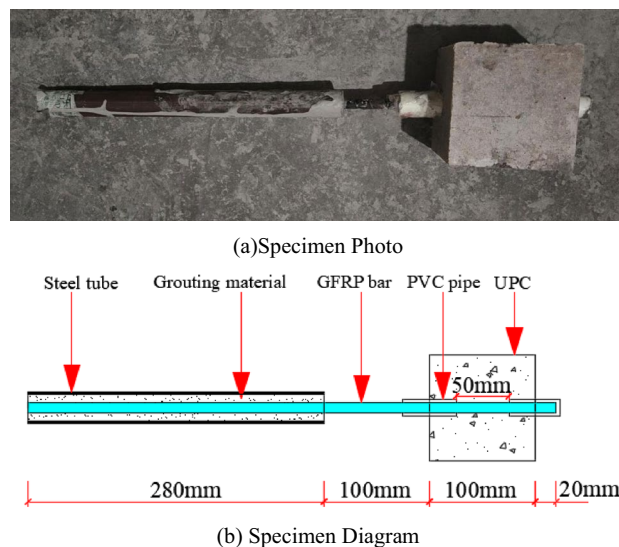 (a)Specimen Photo
Steel tube Grouting material GFRP bar PVC pipe UPC
50mm
280mm 100mm 100mm 20mm
(b) Specimen Diagram